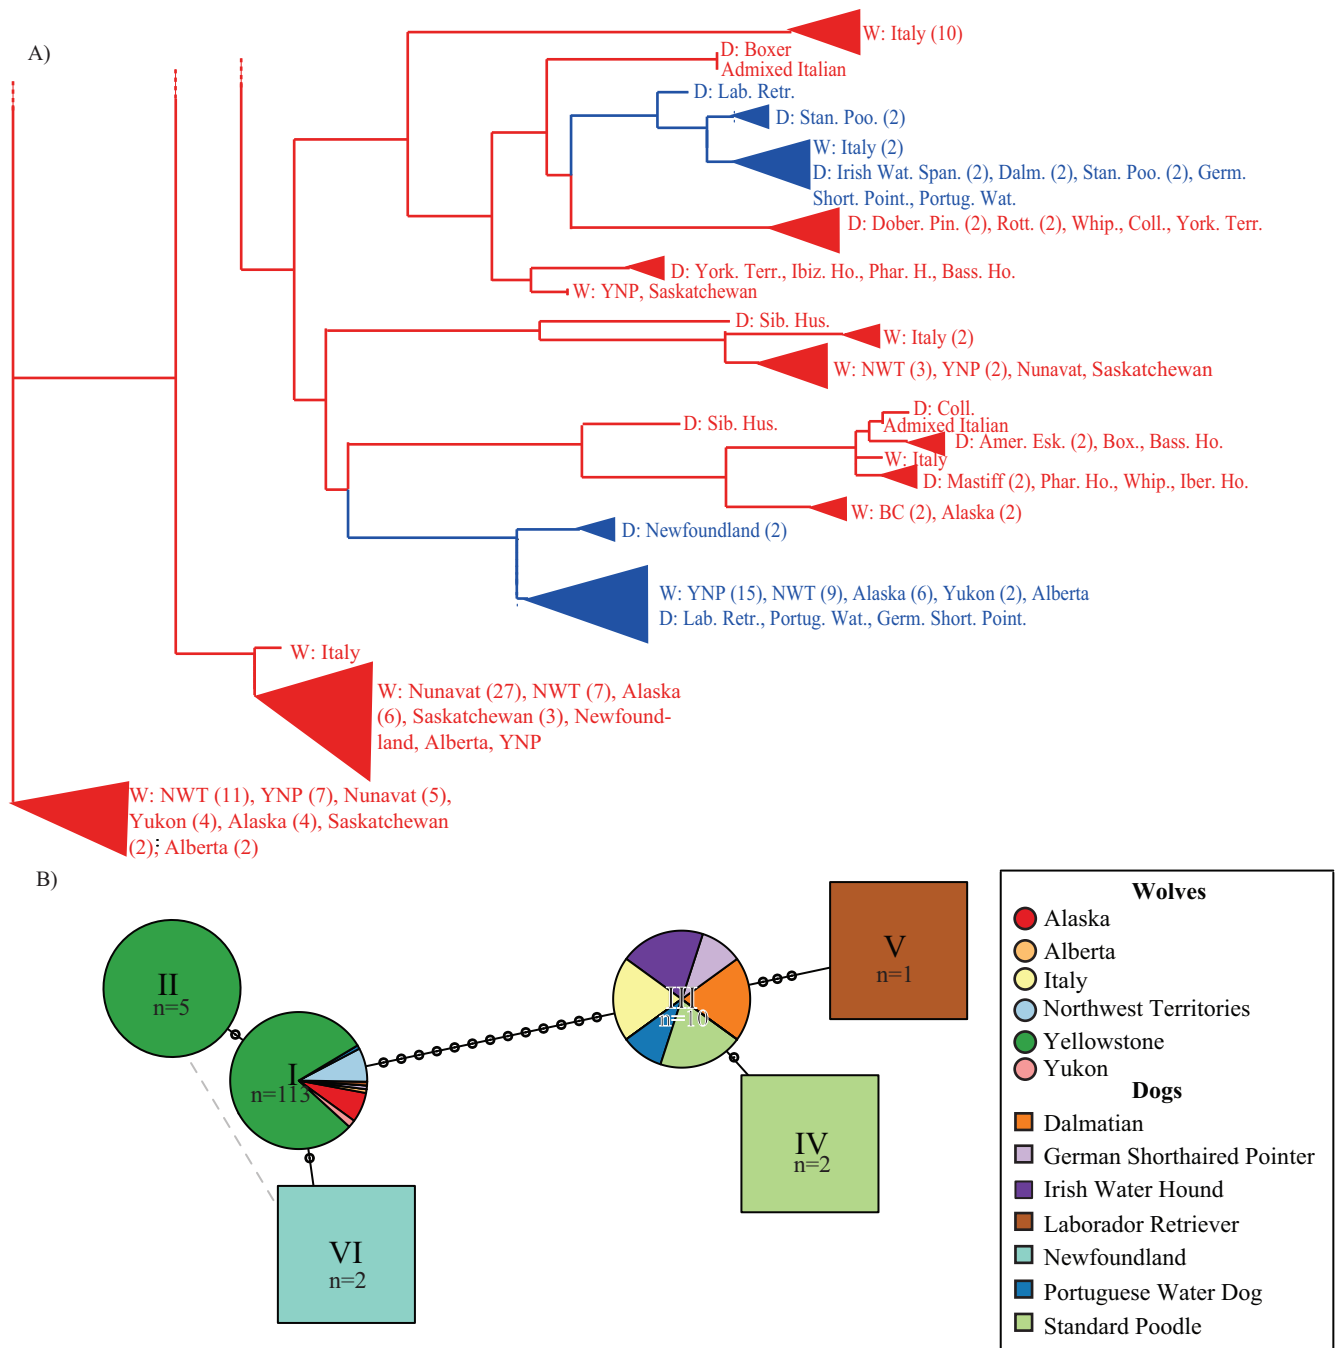 A)
W: Italy (10)
D: Boxer
Admixed Italian
D: Lab. Retr.
D: Stan. Poo. (2)
W: Italy (2)
D: Irish Wat. Span. (2), Dalm. (2), Stan. Poo. (2), Germ.
Short. Point., Portug. Wat.
D: Dober. Pin. (2), Rott. (2), Whip., Coll., York. Terr.
D: York. Terr., Ibiz. Ho., Phar. H., Bass. Ho.
W: YNP, Saskatchewan
D: Sib. Hus.
W: Italy (2)
W: NWT (3), YNP (2), Nunavat, Saskatchewan
D: Coll.
Admixed Italian
D: Sib. Hus.
D: Amer. Esk. (2), Box., Bass. Ho.
W: Italy
D: Mastiff (2), Phar. Ho., Whip., Iber. Ho.
W: BC (2), Alaska (2)
D: Newfoundland (2)
W: YNP (15), NWT (9), Alaska (6), Yukon (2), Alberta
D: Lab. Retr., Portug. Wat., Germ. Short. Point.
W: Italy
W: Nunavat (27), NWT (7), Alaska
(6), Saskatchewan (3), Newfound-
land, Alberta, YNP
W: NWT (11), YNP (7), Nunavut (5),
Yukon (4), Alaska (4), Saskatchewan
(2), Alberta (2)
B)
II
n=5
I
n=113
VI
n=2
III
n=10
V
n=1
IV
n=2
Wolves
Alaska
Alberta
Italy
Northwest Territories
Yellowstone
Yukon
Dogs
Dalmatian
German Shorthaired Pointer
Irish Water Hound
Laborador Retriever
Newfoundland
Portuguese Water Dog
Standard Poodle